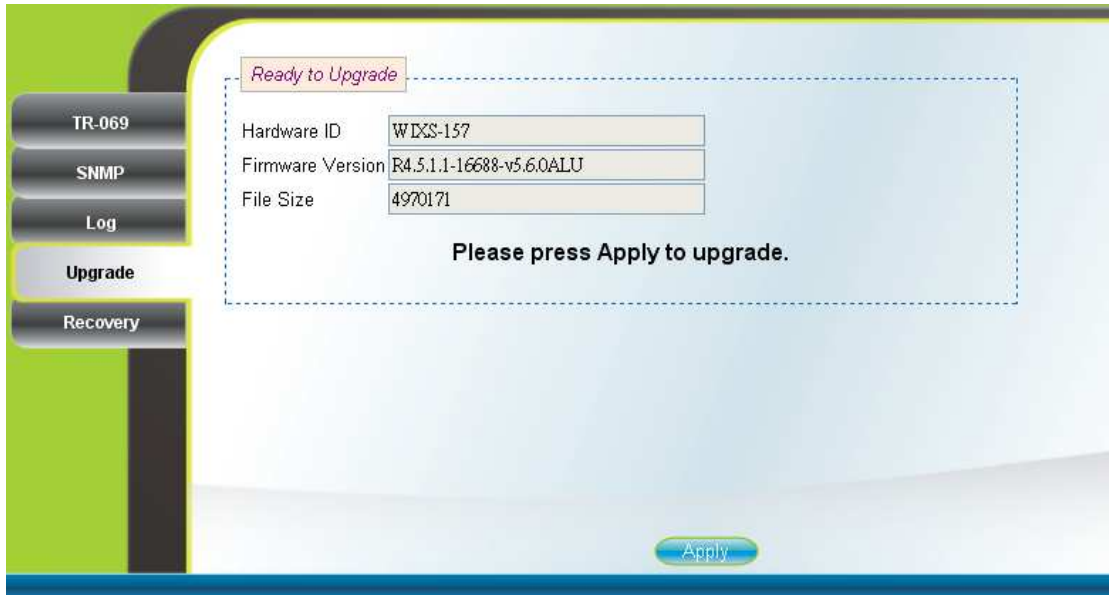 Ready to Upgrade
TR-069
Hardware ID WIXS-157
Firmware Version R4.5.1.1-16688-v5.6.0ALU
SNMP
File Size 4970171
Log
Please press Apply to upgrade.
Upgrade
Recovery
Apply